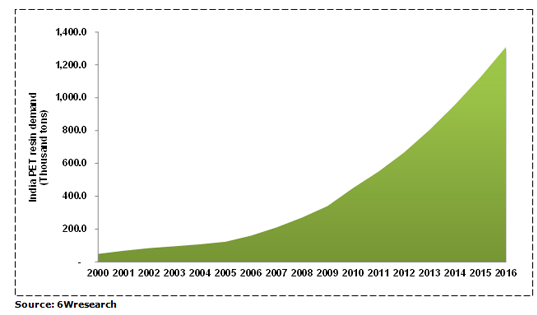 India PET resin demand
(Thousand tons)
1,400.0
1,200.0
1,000.0
800.0
600.0
400.0
200.0
-
2000 2001 2002 2003 2004 2005 2006 2007 2008 2009 2010 2011 2012 2013 2014 2015 2016
Source: 6Wresearch